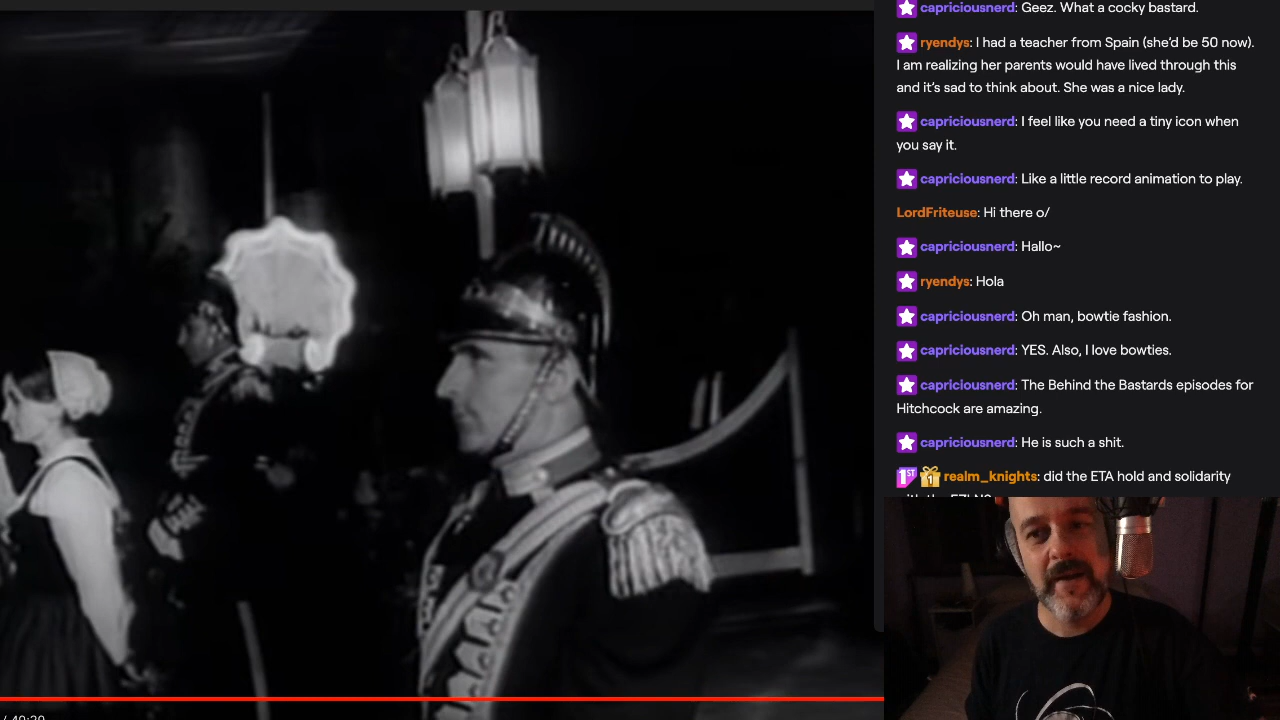 capriciousnerd: Geez. What a cocky bastard.
ryendys: I had a teacher from Spain (she'd be 50 now).
I am realizing her parents would have lived through this
and it's sad to think about. She was a nice lady.
capriciousnerd: I feel like you need a tiny icon when
you say it.
capriciousnerd: Like a little record animation to play.
LordFriteuse: Hi there o/
capriciousnerd: Hallo~
ryendys: Hola
capriciousnerd: Oh man, bowtie fashion.
capriciousnerd: YES. Also, I love bowties.
capriciousnerd: The Behind the Bastards episodes for
Hitchcock are amazing.
capriciousnerd: He is such a shit.
1ST 1 realm_knights: did the ETA hold and solidarity